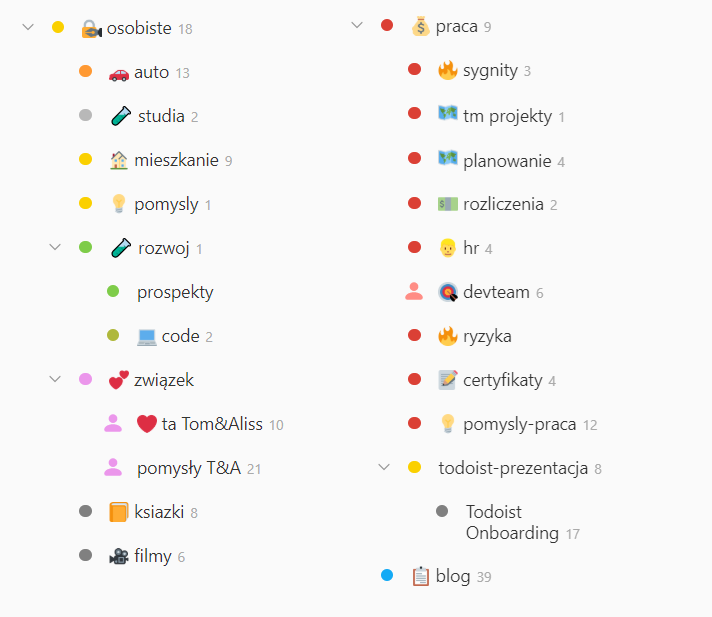 osobiste 18
auto 13
studia 2
mieszkanie 9
pomysly 1
rozwoj 1
prospekty
code 2
związek
ta Tom&Aliss 10
pomysły T&A 21
ksiazki 8
filmy 6
praca 9
sygnity 3
tm projekty 1
planowanie 4
rozliczenia 2
hr 4
devteam 6
ryzyka
certyfikaty 4
pomysly-praca 12
todoist-prezentacja 8
Todoist
Onboarding 17
blog 39